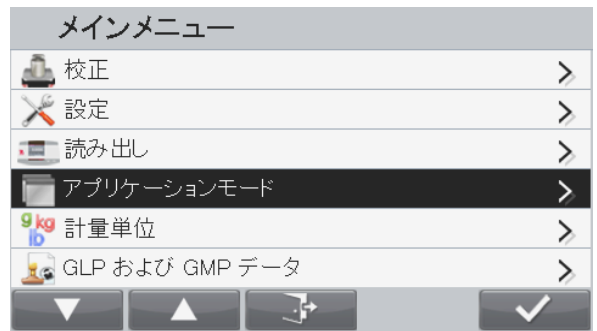 メインメニュー
校正
設定
読み出し
アプリケーションモード
g kg lb 計量単位
GLP および GMP データ